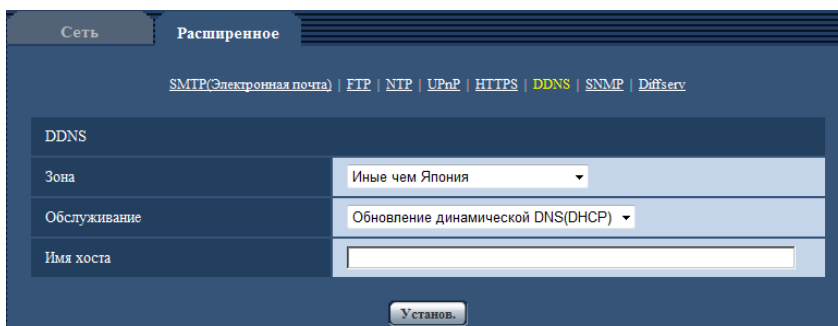 Сеть Расширенное
SMTP(Электронная почта) | FTP | NTP | UPnP | HTTPS | DDNS | SNMP | Diffserv
DDNS
Зона Иные чем Япония
Обслуживание Обновление динамической DNS(DHCP)
Имя хоста
Установ.